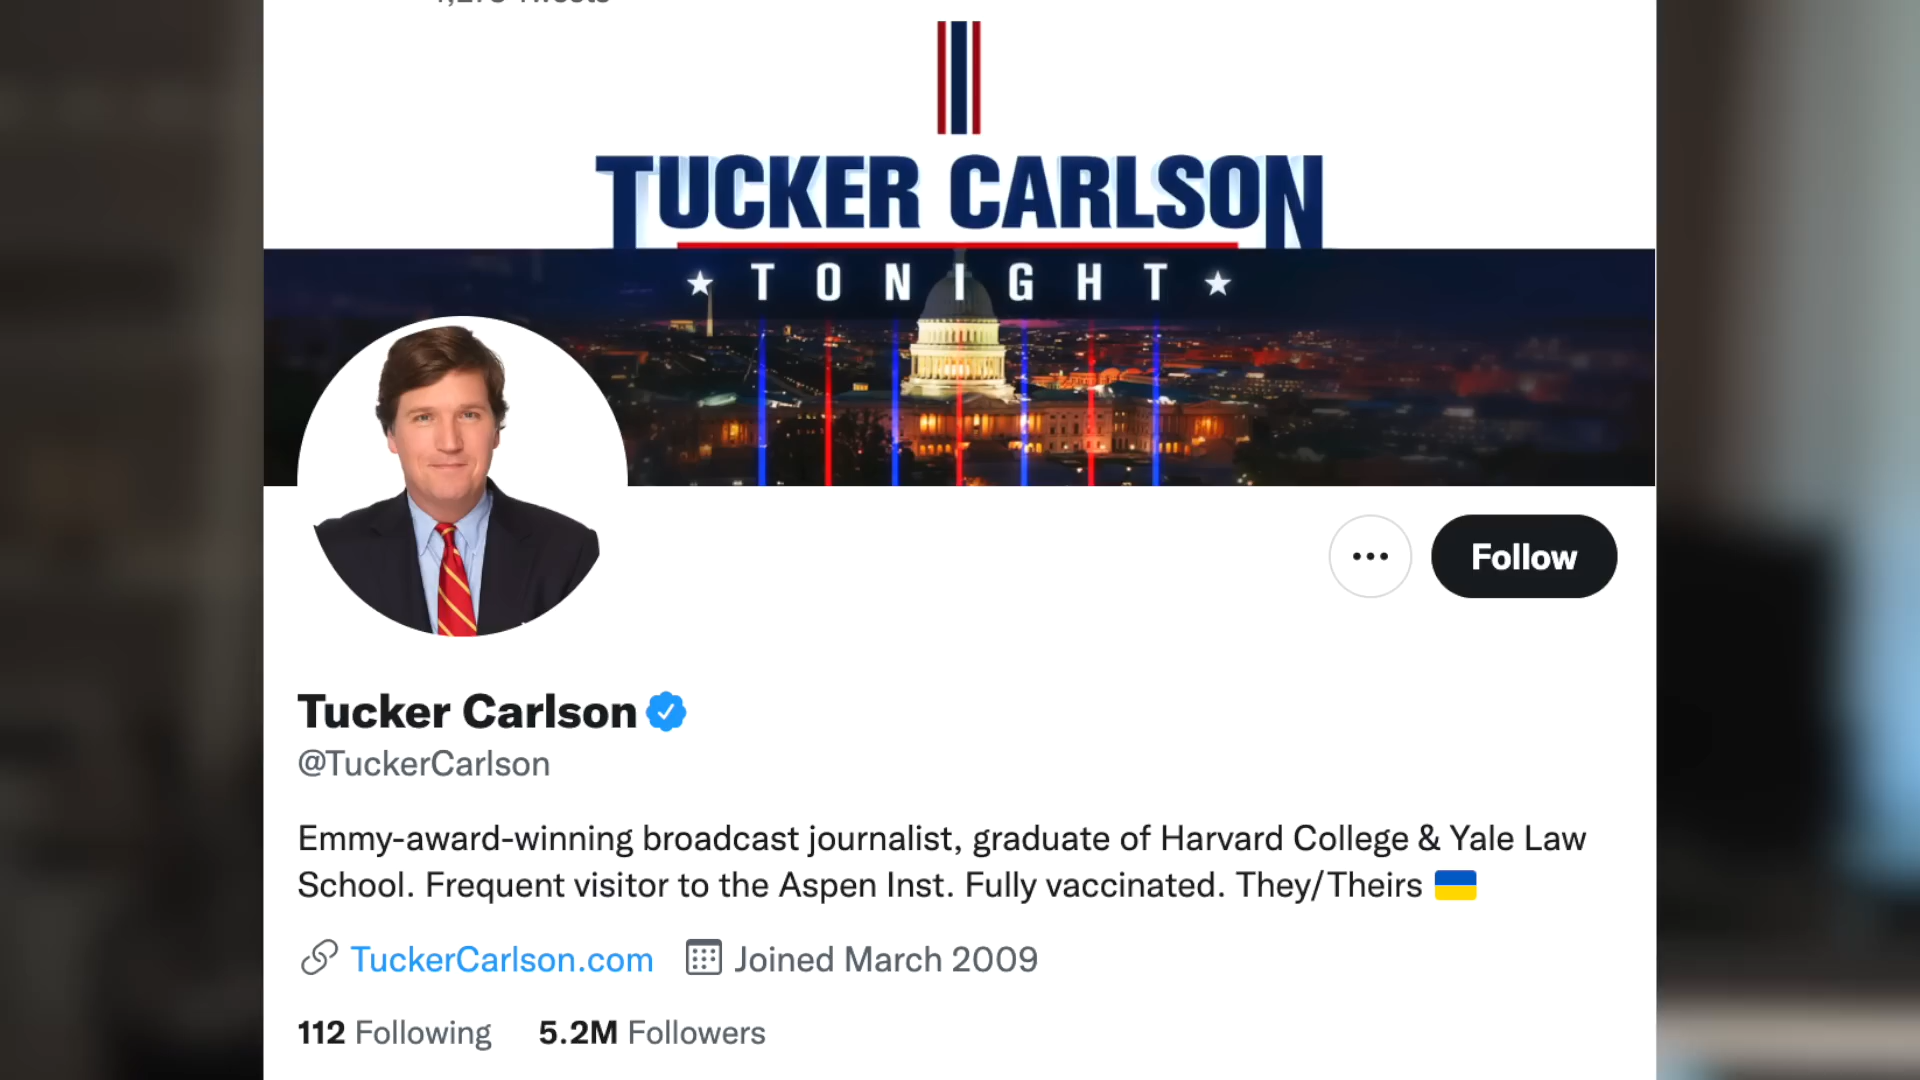 Tweets
TUCKER CARLSON
TONIGHT
Follow
Tucker Carlson
@TuckerCarlson
Emmy-award-winning broadcast journalist, graduate of Harvard College & Yale Law
School. Frequent visitor to the Aspen Inst. Fully vaccinated. They/Theirs 🇺🇦
TuckerCarlson.com Joined March 2009
112 Following 5.2M Followers